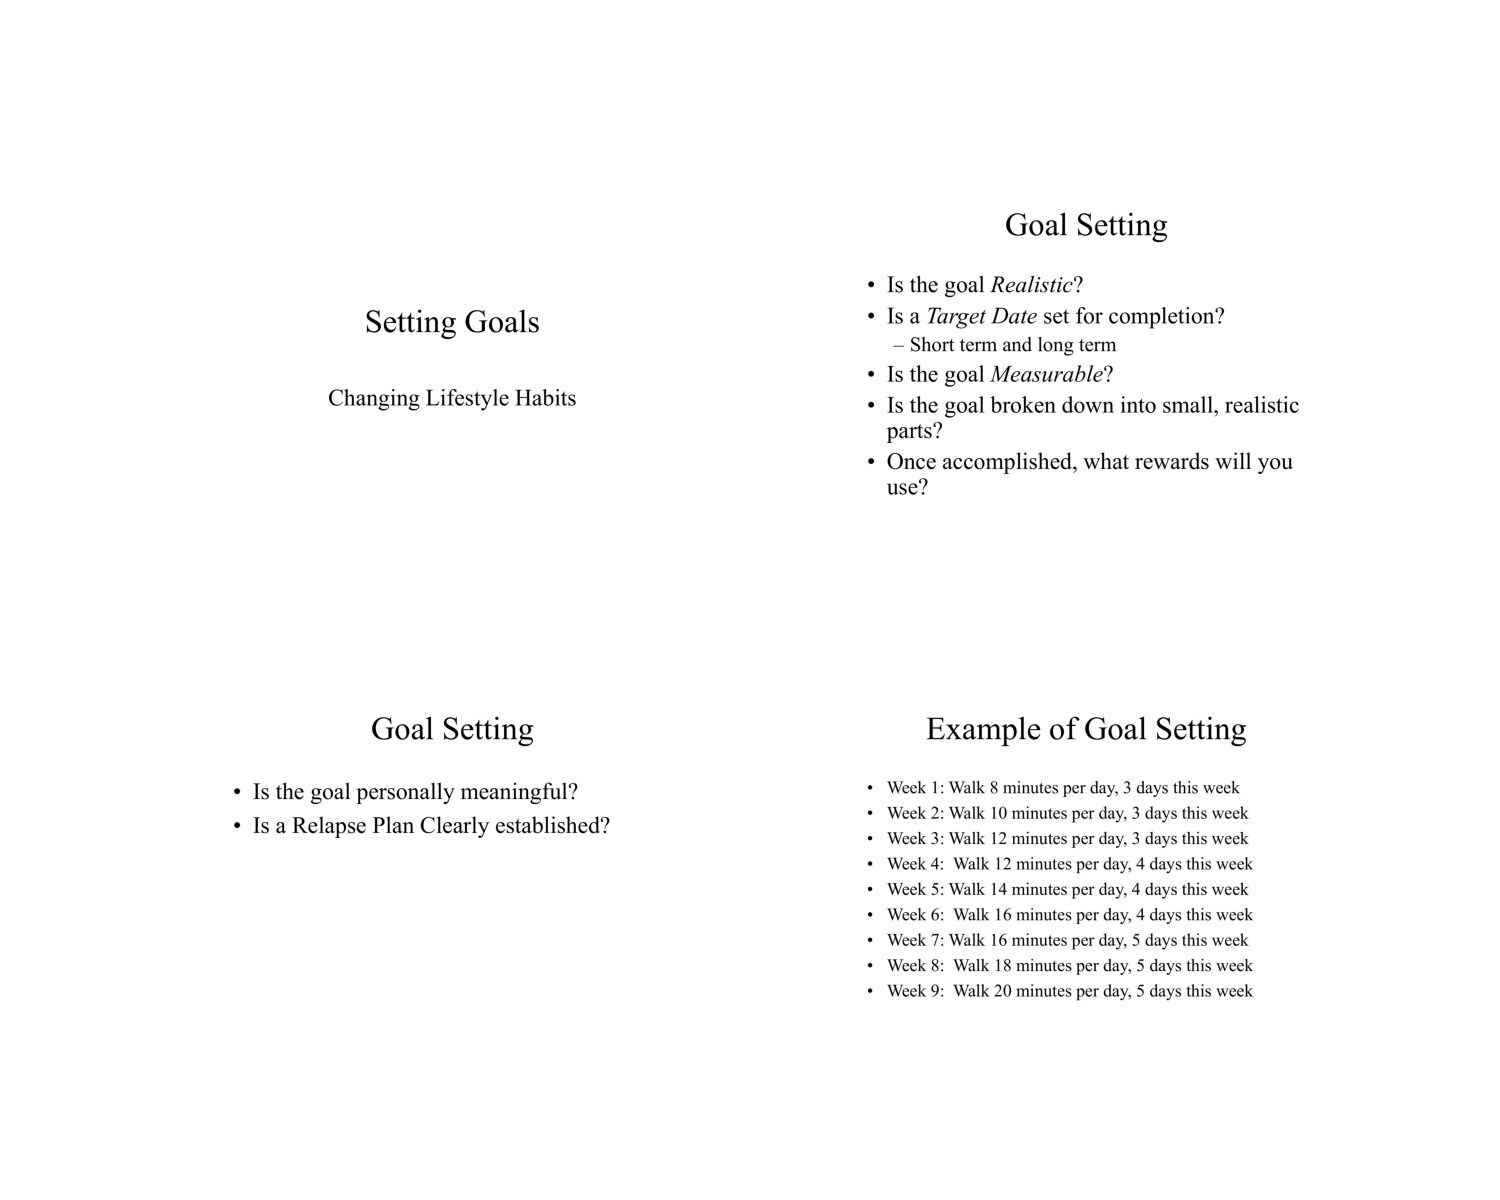 Setting Goals
Changing Lifestyle Habits
Goal Setting
• Is the goal Realistic?
• Is a Target Date set for completion?
– Short term and long term
• Is the goal Measurable?
• Is the goal broken down into small, realistic
parts?
• Once accomplished, what rewards will you
use?
Goal Setting
• Is the goal personally meaningful?
• Is a Relapse Plan Clearly established?
Example of Goal Setting
• Week 1: Walk 8 minutes per day, 3 days this week
• Week 2: Walk 10 minutes per day, 3 days this week
• Week 3: Walk 12 minutes per day, 3 days this week
• Week 4:  Walk 12 minutes per day, 4 days this week
• Week 5: Walk 14 minutes per day, 4 days this week
• Week 6:  Walk 16 minutes per day, 4 days this week
• Week 7: Walk 16 minutes per day, 5 days this week
• Week 8:  Walk 18 minutes per day, 5 days this week
• Week 9:  Walk 20 minutes per day, 5 days this week